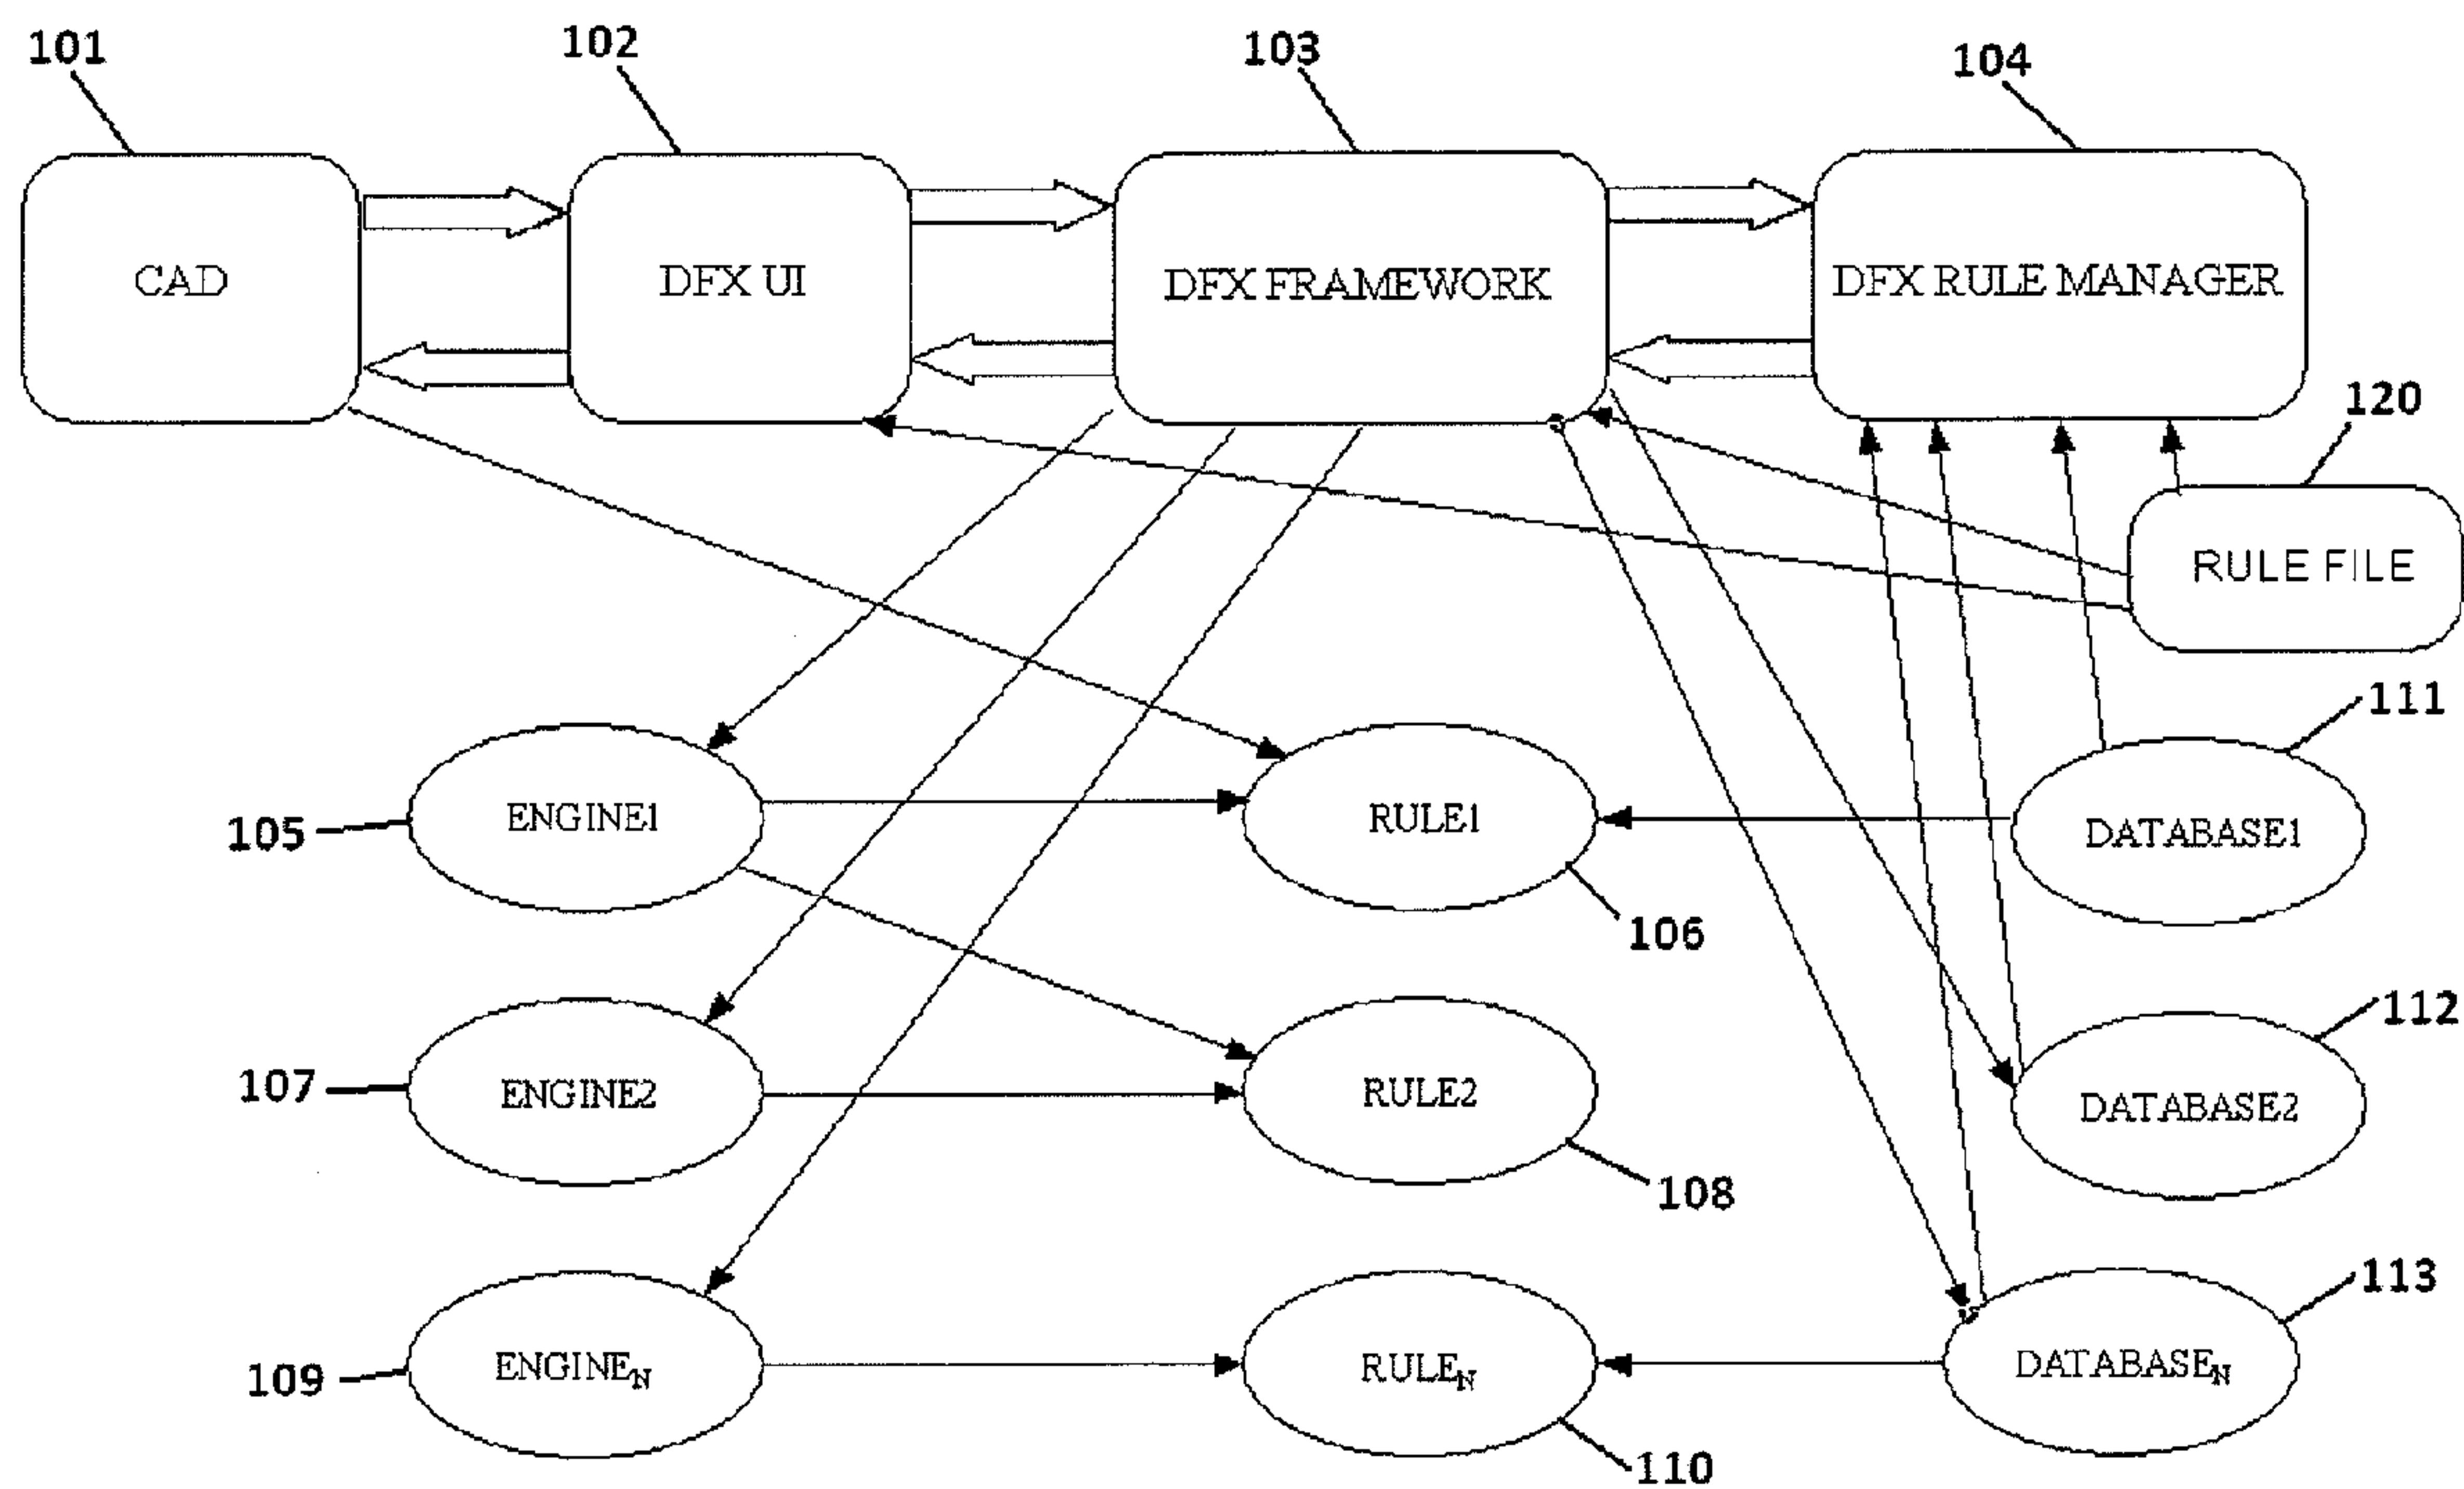 101
102
103
104
CAD
DFX UI
DFX FRAMEWORK
DFX RULE MANAGER
120
RULE FILE
111
105
ENGINE1
RULE1
DATABASE1
106
112
107
ENGINE2
RULE2
DATABASE2
108
113
109
ENGINEN
RULEN
DATABASEN
110